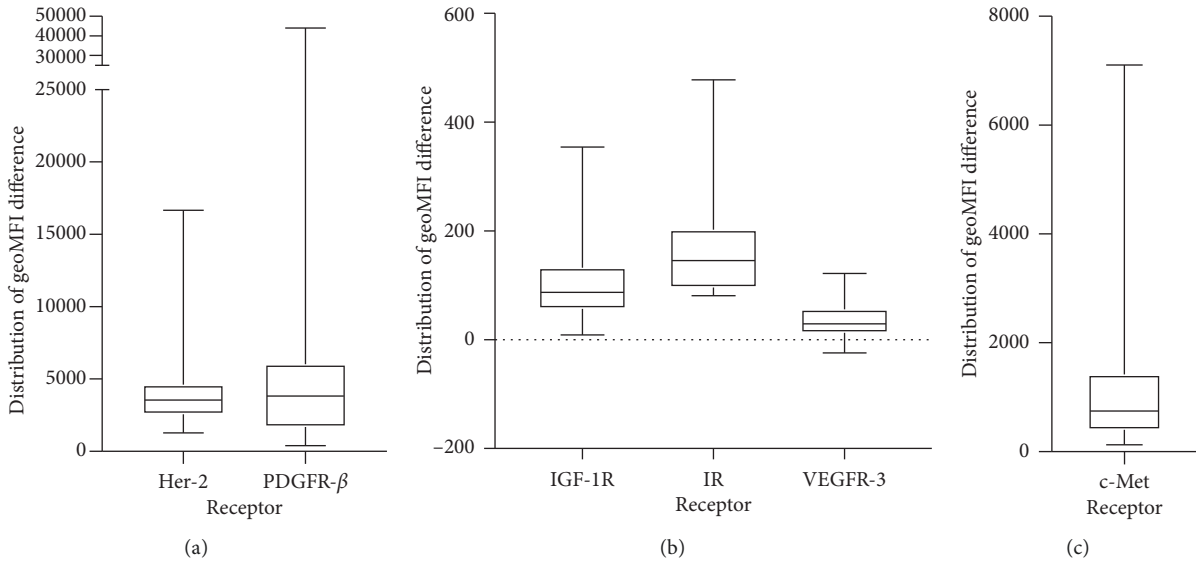 Distribution of geoMFI difference
50000
40000
30000
25000
20000
15000
10000
5000
0
Her-2
PDGFR-β
Receptor
(a)
Distribution of geoMFI difference
600
400
200
0
−200
IGF-1R
IR
VEGFR-3
Receptor
(b)
Distribution of geoMFI difference
8000
6000
4000
2000
0
c-Met
Receptor
(c)